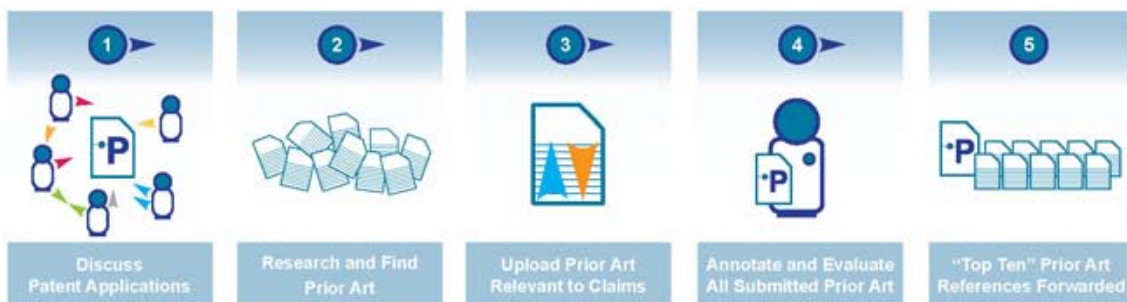 1
2
3
4
5
P
P
P
Discuss
Patent Applications
Research and Find
Prior Art
Upload Prior Art
Relevant to Claims
Annotate and Evaluate
All Submitted Prior Art
“Top Ten” Prior Art
References Forwarded